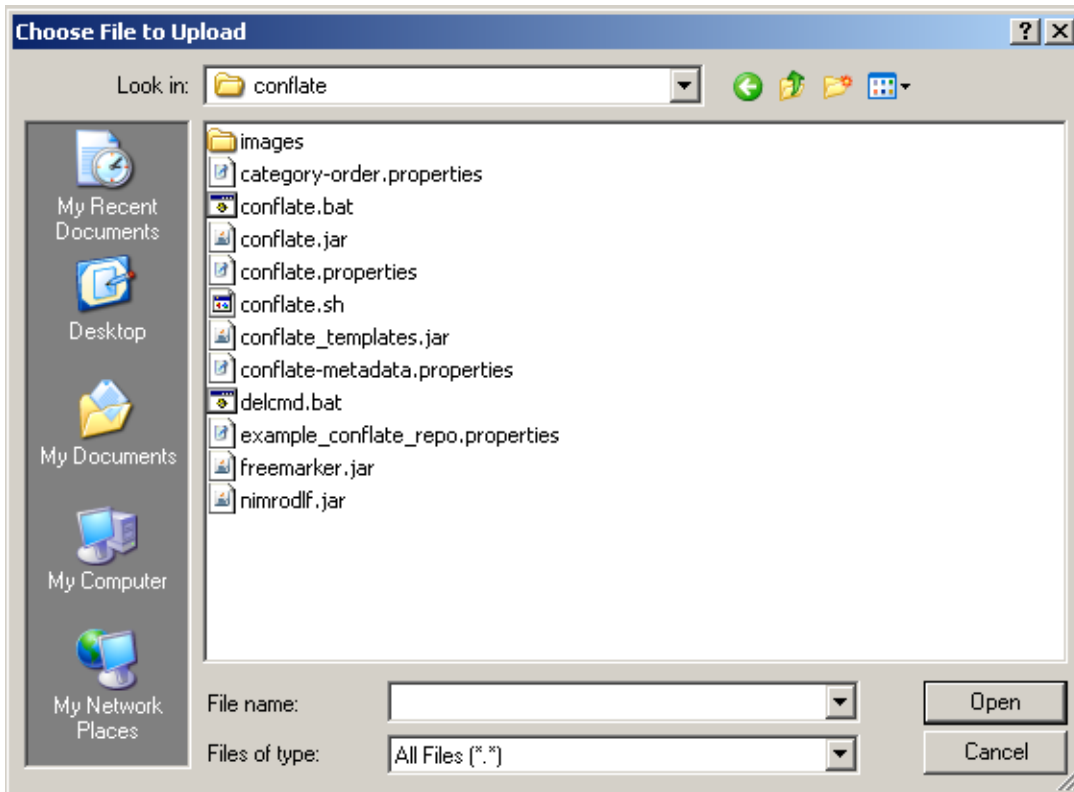 Choose File to Upload
Look in:
conflate
My Recent
Documents
Desktop
My Documents
My Computer
My Network
Places
images
category-order.properties
conflate.bat
conflate.jar
conflate.properties
conflate.sh
conflate_templates.jar
conflate-metadata.properties
delcmd.bat
example_conflate_repo.properties
freemarker.jar
nimrodlf.jar
File name:
Open
Files of type:
All Files (*.*)
Cancel